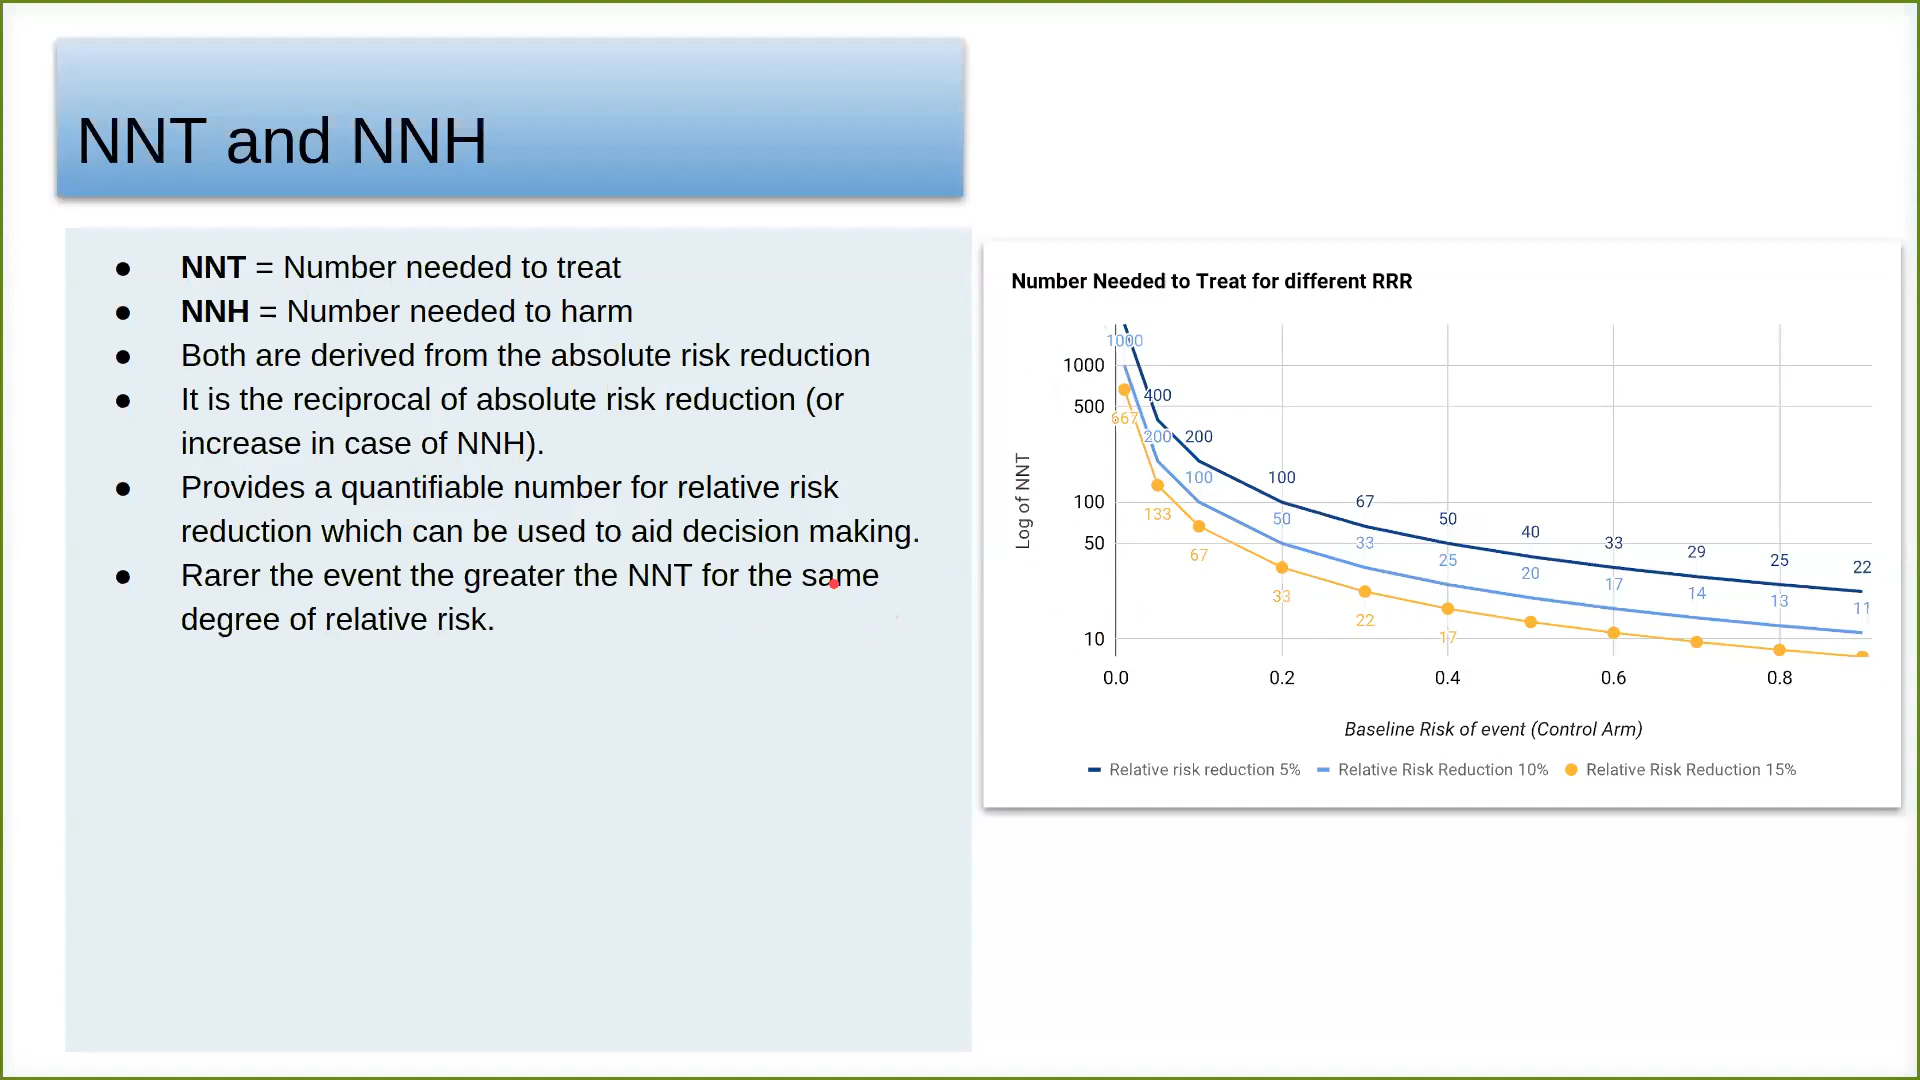 NNT and NNH
● NNT = Number needed to treat
● NNH = Number needed to harm
● Both are derived from the absolute risk reduction
● It is the reciprocal of absolute risk reduction (or
increase in case of NNH).
● Provides a quantifiable number for relative risk
reduction which can be used to aid decision making.
● Rarer the event the greater the NNT for the same
degree of relative risk.
Number Needed to Treat for different RRR
Log of NNT
1000
500
100
50
10
400
200
100
67
50
40
33
29
25
22
1000
200
100
50
33
25
20
17
14
13
11
667
133
67
33
22
17
0.0 0.2 0.4 0.6 0.8
Baseline Risk of event (Control Arm)
Relative risk reduction 5% Relative Risk Reduction 10% Relative Risk Reduction 15%